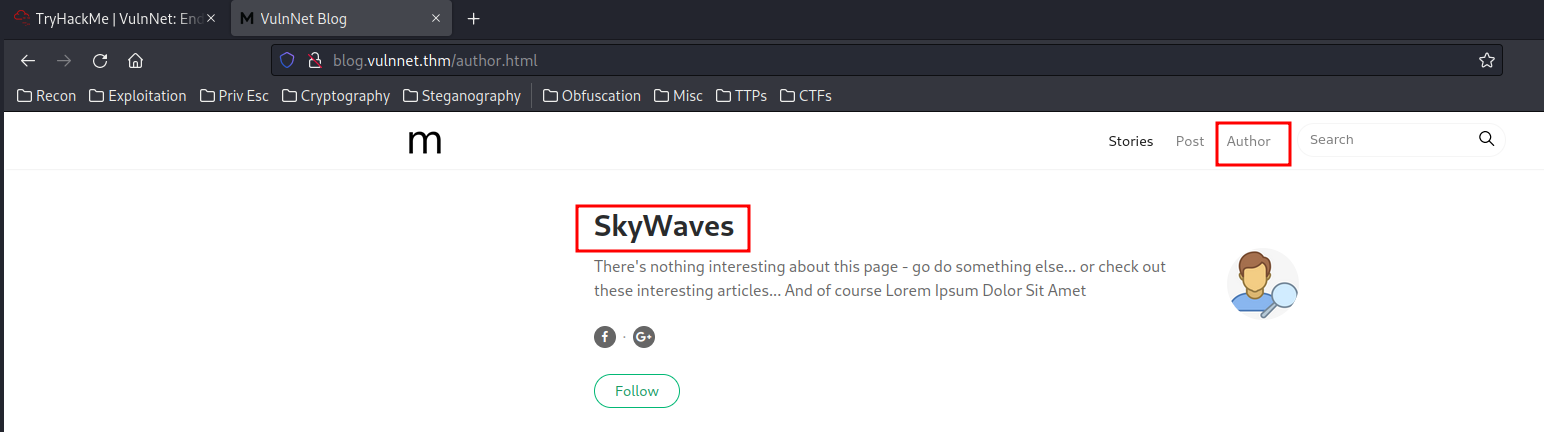 TryHackMe | VulnNet: End
M VulnNet Blog
blog.vulnnet.thm/author.html
Recon Exploitation Priv Esc Cryptography Steganography Obfuscation Misc TTPs CTFs
m Stories Post Author Search
SkyWaves
There's nothing interesting about this page - go do something else... or check out
these interesting articles... And of course Lorem Ipsum Dolor Sit Amet
f · G+
Follow